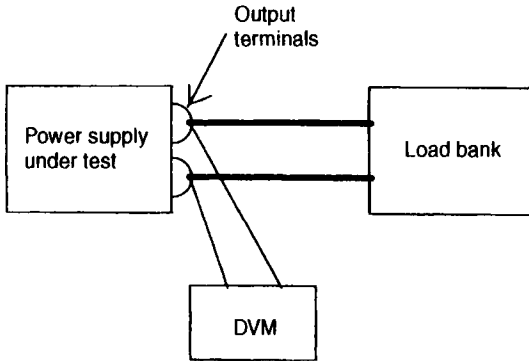 Output
terminals
Power supply
under test
Load bank
DVM